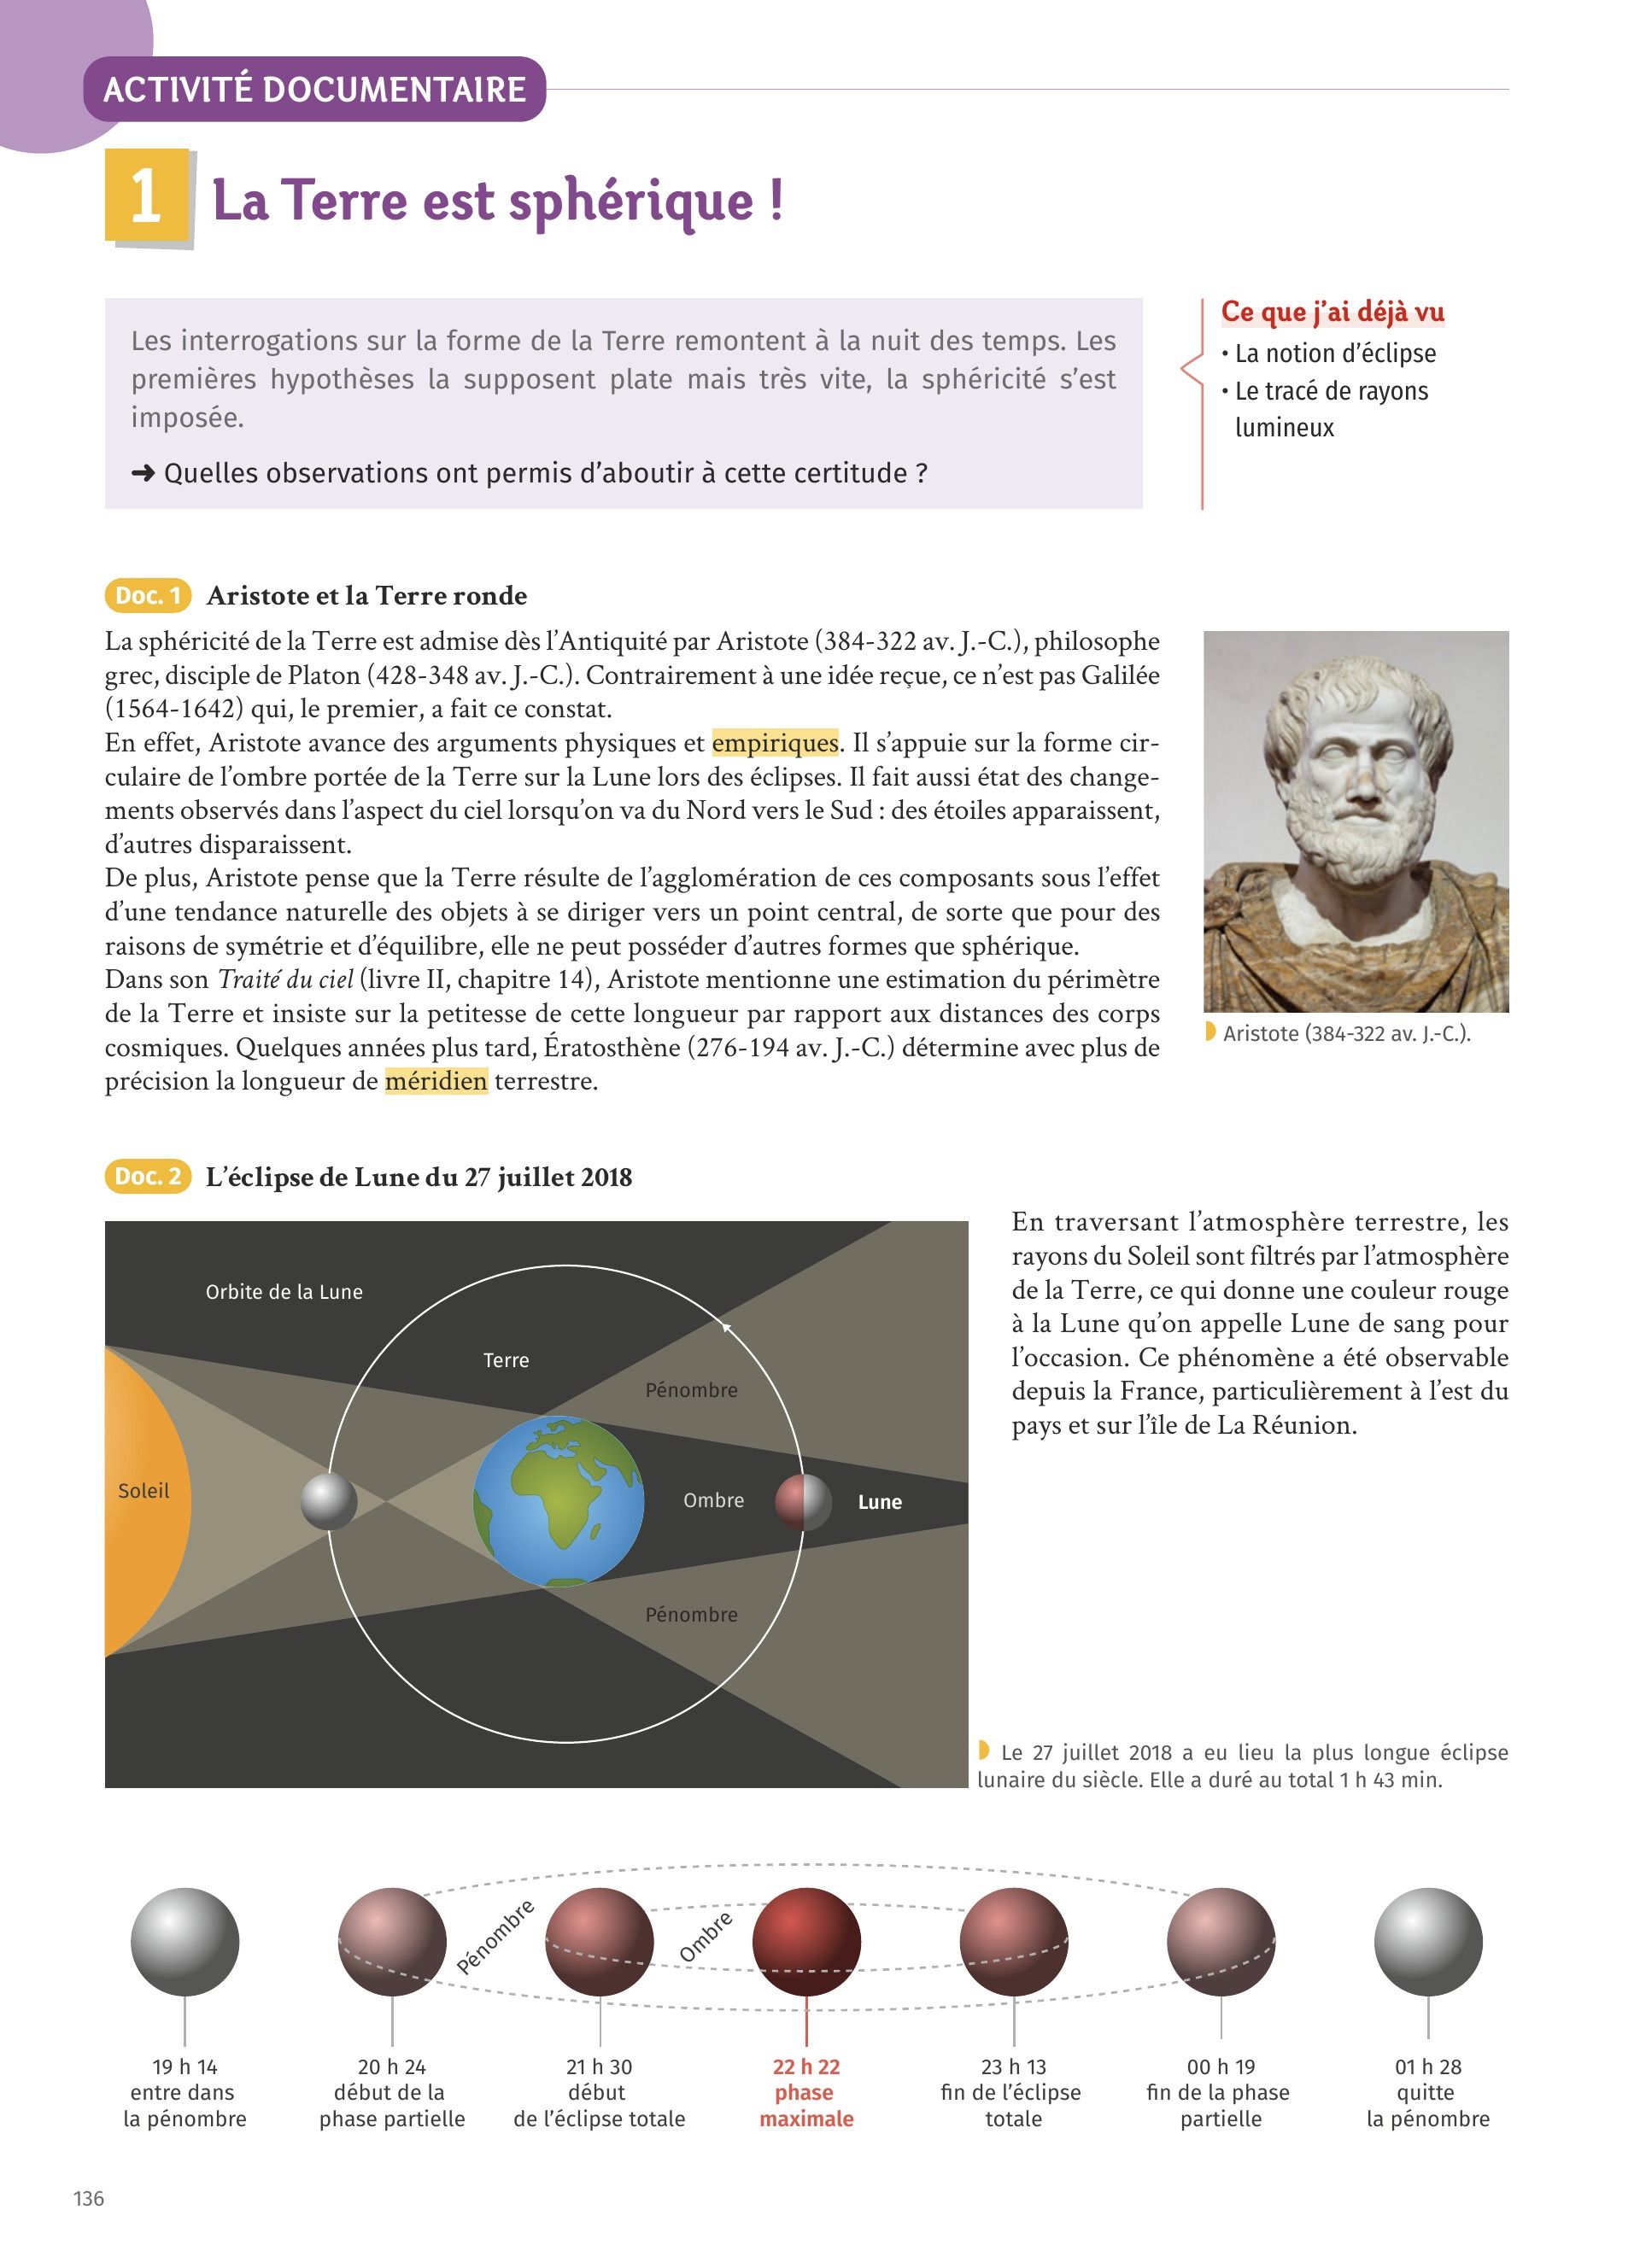 ACTIVITÉ DOCUMENTAIRE
1 La Terre est sphérique !
Les interrogations sur la forme de la Terre remontent à la nuit des temps. Les
premières hypothèses la supposent plate mais très vite, la sphéricité s’est
imposée.
➜ Quelles observations ont permis d’aboutir à cette certitude ?
Ce que j’ai déjà vu
• La notion d’éclipse
• Le tracé de rayons
lumineux
Doc. 1 Aristote et la Terre ronde
La sphéricité de la Terre est admise dès l’Antiquité par Aristote (384-322 av. J.-C.), philosophe
grec, disciple de Platon (428-348 av. J.-C.). Contrairement à une idée reçue, ce n’est pas Galilée
(1564-1642) qui, le premier, a fait ce constat.
En effet, Aristote avance des arguments physiques et empiriques. Il s’appuie sur la forme cir-
culaire de l’ombre portée de la Terre sur la Lune lors des éclipses. Il fait aussi état des change-
ments observés dans l’aspect du ciel lorsqu’on va du Nord vers le Sud : des étoiles apparaissent,
d’autres disparaissent.
De plus, Aristote pense que la Terre résulte de l’agglomération de ces composants sous l’effet
d’une tendance naturelle des objets à se diriger vers un point central, de sorte que pour des
raisons de symétrie et d’équilibre, elle ne peut posséder d’autres formes que sphérique.
Dans son Traité du ciel (livre II, chapitre 14), Aristote mentionne une estimation du périmètre
de la Terre et insiste sur la petitesse de cette longueur par rapport aux distances des corps
cosmiques. Quelques années plus tard, Ératosthène (276-194 av. J.-C.) détermine avec plus de
précision la longueur de méridien terrestre.
Aristote (384-322 av. J.-C.).
Doc. 2 L’éclipse de Lune du 27 juillet 2018
Orbite de la Lune
Terre
Pénombre
Soleil
Ombre
Lune
Pénombre
En traversant l’atmosphère terrestre, les
rayons du Soleil sont filtrés par l’atmosphère
de la Terre, ce qui donne une couleur rouge
à la Lune qu’on appelle Lune de sang pour
l’occasion. Ce phénomène a été observable
depuis la France, particulièrement à l’est du
pays et sur l’île de La Réunion.
Le 27 juillet 2018 a eu lieu la plus longue éclipse
lunaire du siècle. Elle a duré au total 1 h 43 min.
Pénombre
Ombre
19 h 14
entre dans
la pénombre
20 h 24
début de la
phase partielle
21 h 30
début
de l’éclipse totale
22 h 22
phase
maximale
23 h 13
fin de l’éclipse
totale
00 h 19
fin de la phase
partielle
01 h 28
quitte
la pénombre
136